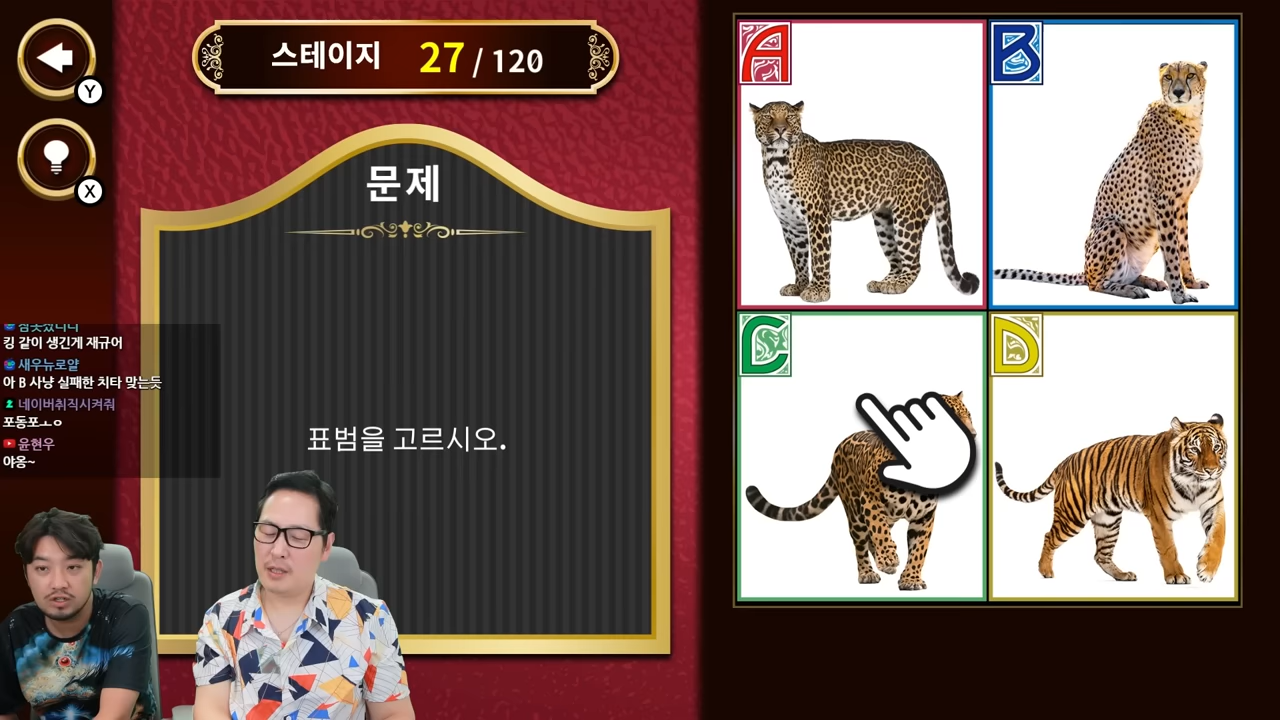 Y
X
스테이지 27 / 120
문제
표범을 고르시오.
A
B
C
D
킹 같이 생긴게 재규어
새우뉴로얄
아 B 사냥 실패한 치타 맞는듯
네이버취직시켜줘
포동포ㅗㅇ
윤현우
야옹~